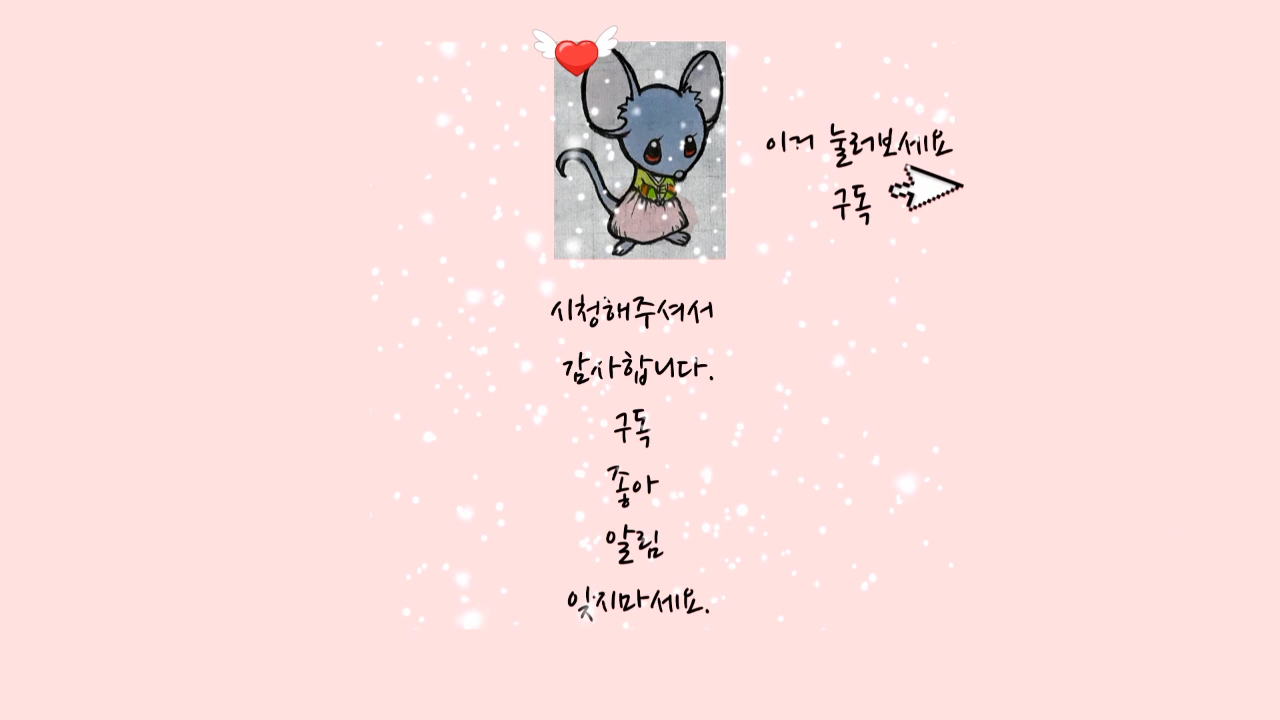 이거 눌러보세요
구독
시청해주셔서
감사합니다.
구독
좋아
알림
잊지마세요.